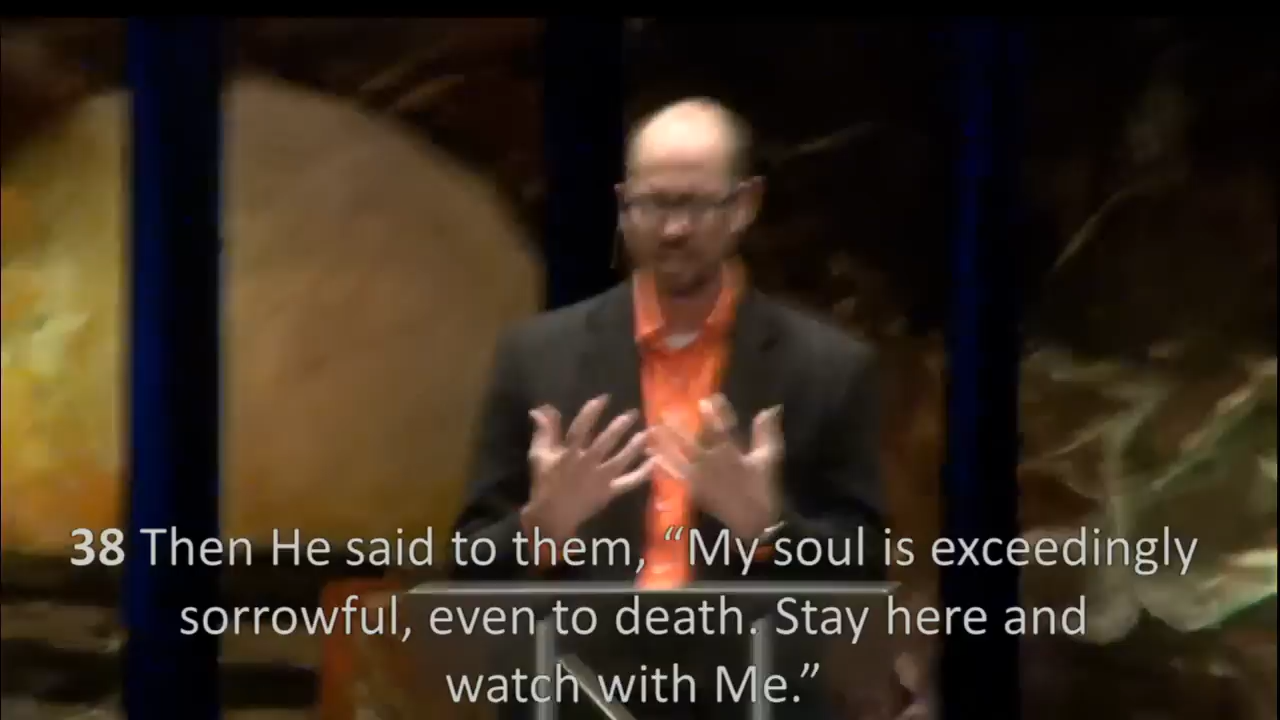 38 Then He said to them, “My soul is exceedingly
sorrowful, even to death. Stay here and
watch with Me.”